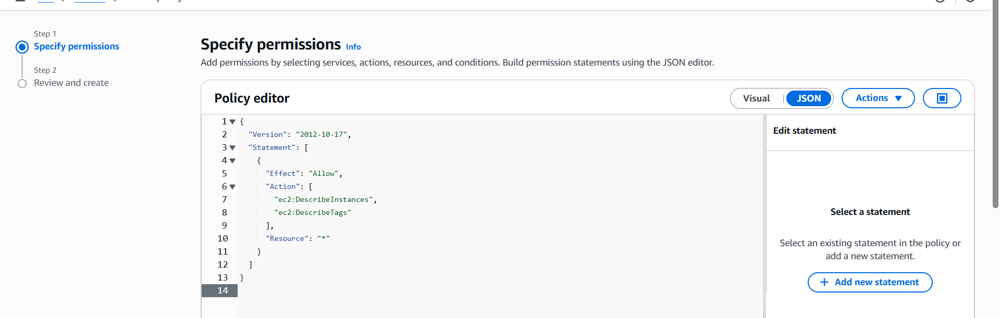 Step 1
Specify permissions
Step 2
Review and create
Specify permissions Info
Add permissions by selecting services, actions, resources, and conditions. Build permission statements using the JSON editor.
Policy editor
Visual | JSON
Actions ▼
1 ▼ {
2 "Version": "2012-10-17",
3 ▼ "Statement": [
4 ▼ {
5 "Effect": "Allow",
6 ▼ "Action": [
7 "ec2:DescribeInstances",
8 "ec2:DescribeTags"
9 ],
10 "Resource": "*"
11 }
12 ]
13 }
14
Edit statement
Select a statement
Select an existing statement in the policy or
add a new statement.
+ Add new statement